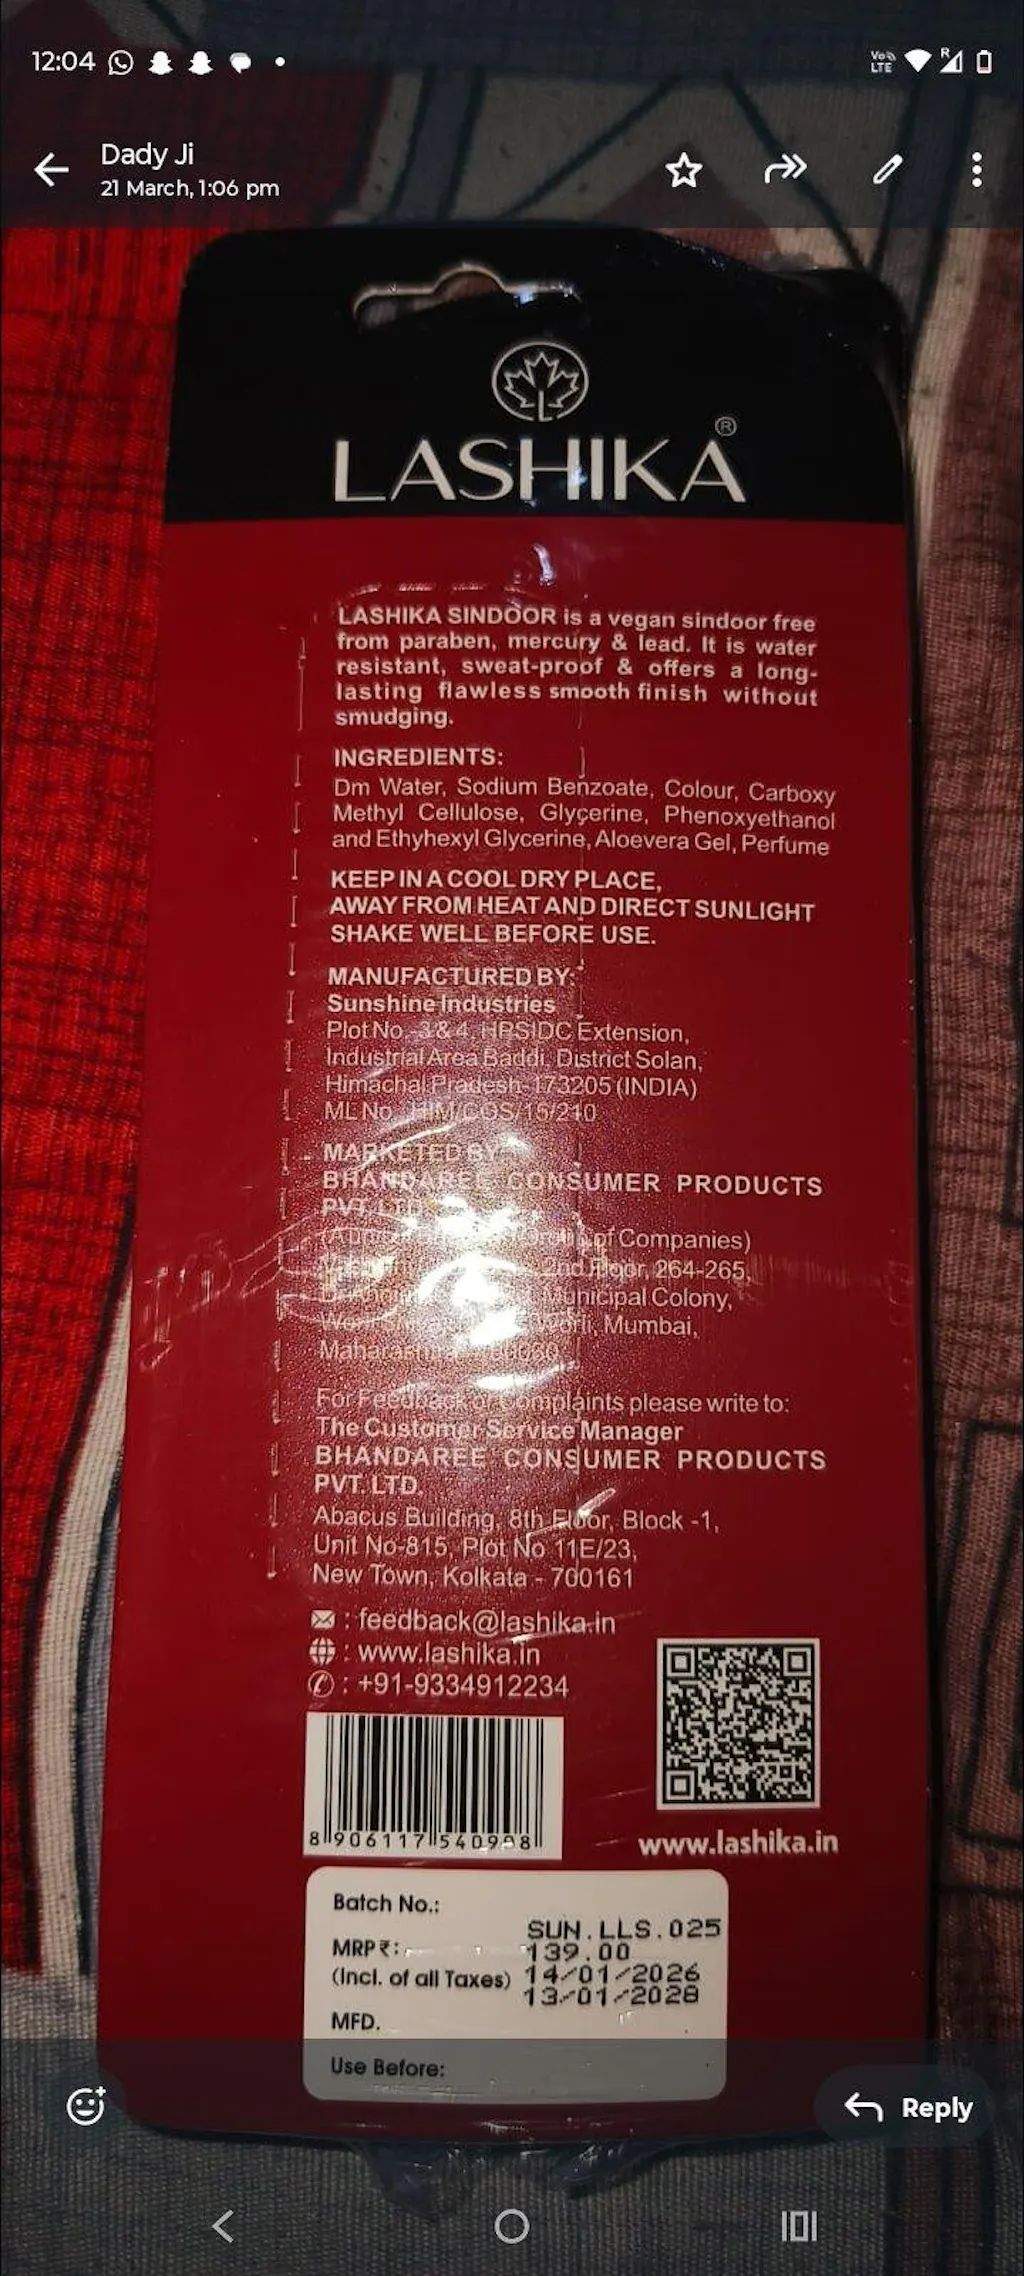 12:04
Vo LTE
R
Dady Ji
21 March, 1:06 pm
LASHIKA®
LASHIKA SINDOOR is a vegan sindoor free
from paraben, mercury & lead. It is water
resistant, sweat-proof & offers a long-
lasting flawless smooth finish without
smudging.
INGREDIENTS:
Dm Water, Sodium Benzoate, Colour, Carboxy
Methyl Cellulose, Glycerine, Phenoxyethanol
and Ethyhexyl Glycerine, Aloevera Gel, Perfume
KEEP IN A COOL DRY PLACE,
AWAY FROM HEAT AND DIRECT SUNLIGHT
SHAKE WELL BEFORE USE.
MANUFACTURED BY:
Sunshine Industries
Plot No.-3 & 4, HPSIDC Extension,
Industrial Area Baddi, District Solan,
Himachal Pradesh-173205 (INDIA)
ML No. HIM/COS/15/210
MARKETED BY
BHANDAREE CONSUMER PRODUCTS
PVT. LTD.
of Companies)
2nd Floor, 264-265,
Municipal Colony,
Worli, Mumbai,
For Feedback or Complaints please write to:
The Customer Service Manager
BHANDAREE CONSUMER PRODUCTS
PVT. LTD.
Abacus Building, 8th Floor, Block -1,
Unit No-815, Plot No 11E/23,
New Town, Kolkata - 700161
: feedback@lashika.in
: www.lashika.in
: +91-9334912234
www.lashika.in
Batch No.:
SUN.LLS.025
MRP₹:
139.00
(Incl. of all Taxes)
14/01/2026
13/01/2028
MFD.
Use Before:
Reply